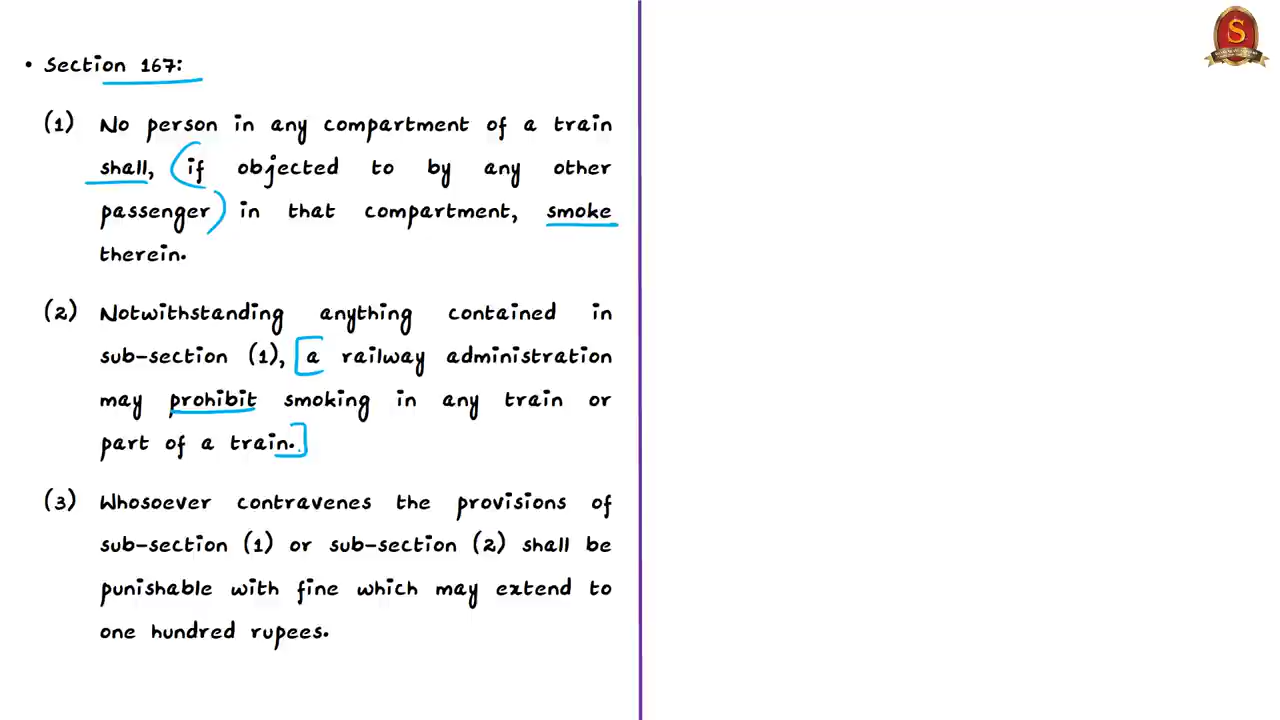 • Section 167:
(1) No person in any compartment of a train
shall, if objected to by any other
passenger in that compartment, smoke
therein.
(2) Notwithstanding anything contained in
sub-section (1), a railway administration
may prohibit smoking in any train or
part of a train.
(3) Whosoever contravenes the provisions of
sub-section (1) or sub-section (2) shall be
punishable with fine which may extend to
one hundred rupees.
S